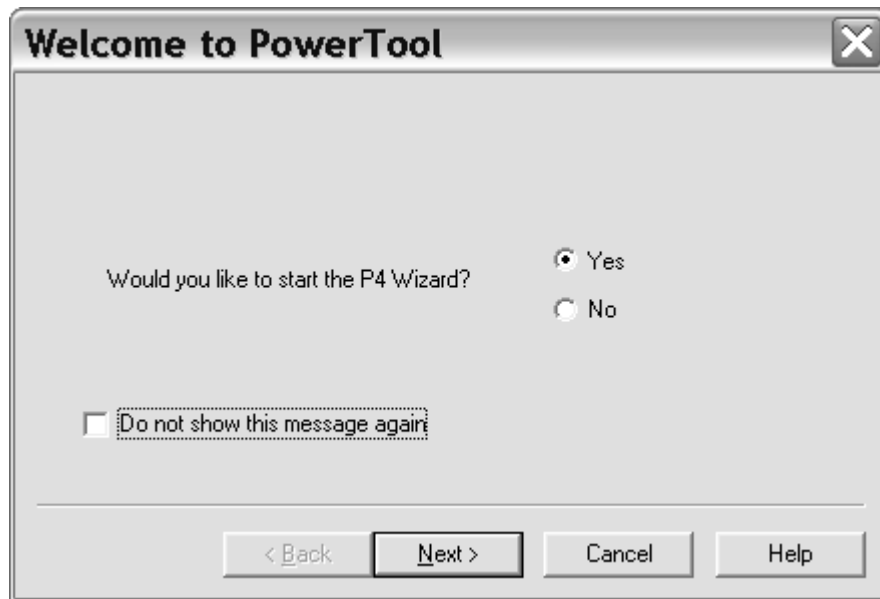 Welcome to PowerTool
Would you like to start the P4 Wizard?
Yes
No
Do not show this message again
< Back
Next >
Cancel
Help